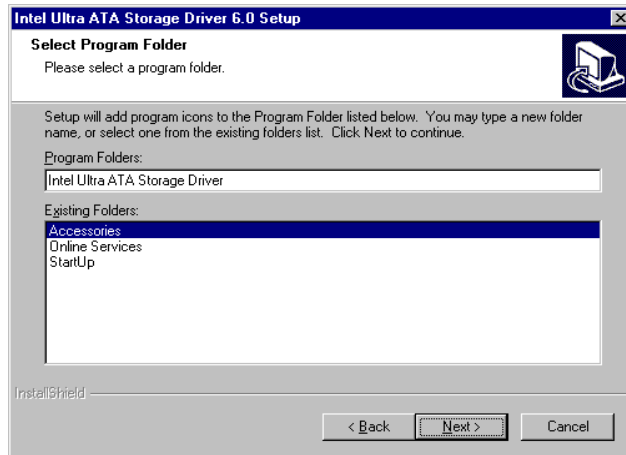 Intel Ultra ATA Storage Driver 6.0 Setup
Select Program Folder
Please select a program folder.
Setup will add program icons to the Program Folder listed below. You may type a new folder
name, or select one from the existing folders list. Click Next to continue.
Program Folders:
Intel Ultra ATA Storage Driver
Existing Folders:
Accessories
Online Services
StartUp
InstallShield
< Back Next > Cancel